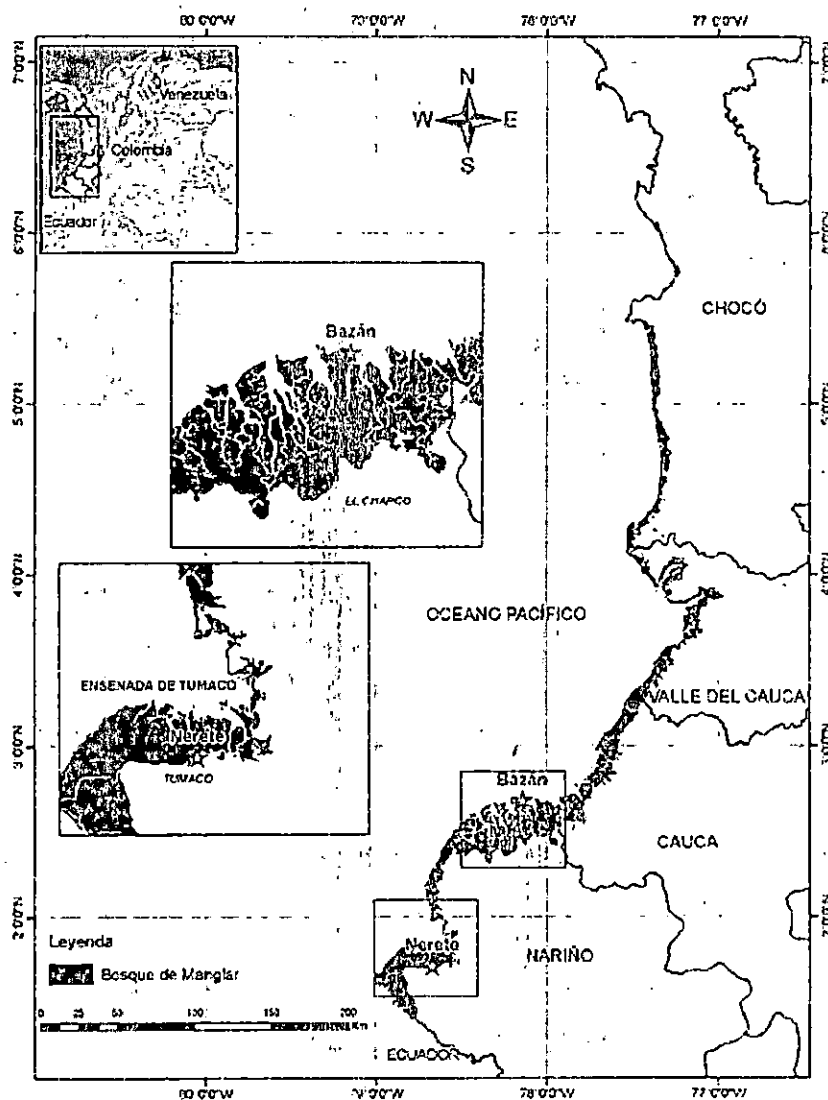 80°0'0"W 79°0'0"W 78°0'0"W 77°0'0"W
7°0'0"N
6°0'0"N
5°0'0"N
4°0'0"N
3°0'0"N
2°0'0"N
Venezuela
Colombia
Ecuador
N
W E
S
CHOCÓ
Bazán
EL CHARCO
OCEANO PACÍFICO
ENSENADA DE TUMACO
Nerete
TUMACO
VALLE DEL CAUCA
Bazán
CAUCA
Nerete
NARIÑO
Leyenda
Bosque de Manglar
0 25 50 100 150 200
Km
ECUADOR
80°0'0"W 79°0'0"W 78°0'0"W 77°0'0"W